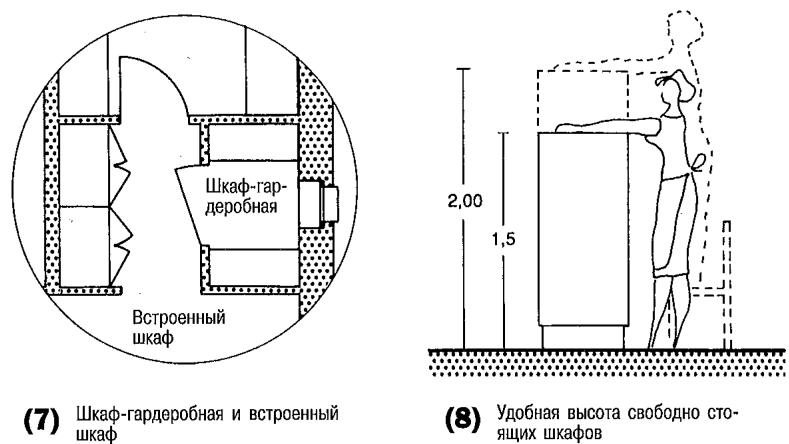 Шкаф-гар-
деробная
Встроенный
шкаф
(7) Шкаф-гардеробная и встроенный
шкаф
2,00
1,5
(8) Удобная высота свободно сто-
ящих шкафов